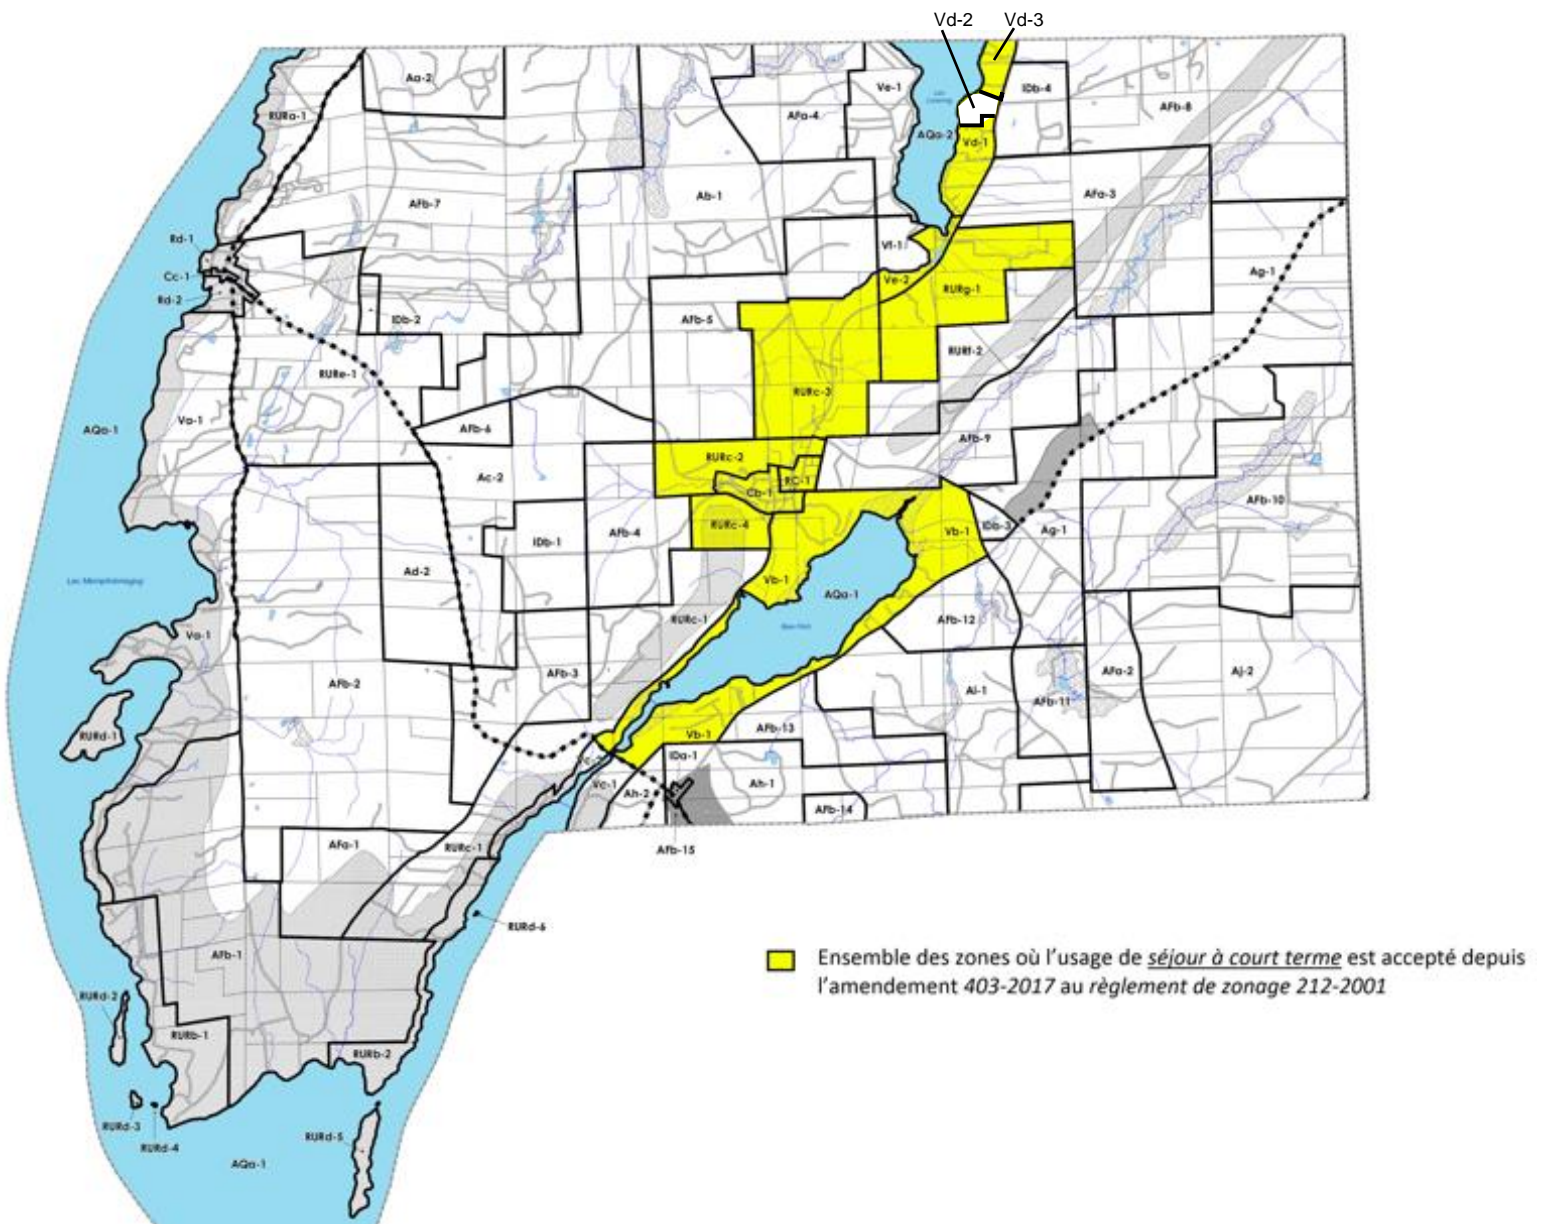 Vd-2 Vd-3
Aa-2
Ve-1
IDb-4
AFb-8
RURa-1
AFa-4
AQa-2
Vd-1
AFb-7
Ab-1
AFa-3
Rd-1
Vf-1
Cc-1
Ag-1
Rd-2
Ve-2
RURg-1
IDb-2
AFb-5
RURf-2
RURe-1
RURc-3
Va-1
AQa-1
AFb-6
AFb-9
RURc-2
Ac-2
RC-1
Cb-1
AFb-10
RURc-4
IDb-3
IDb-1
AFb-4
Vb-1
Ag-1
Ad-2
Lac Memphrémagog
Vb-1
AQa-1
RURc-1
AFb-12
Va-1
AFb-3
AFb-2
AFa-2
Aj-2
Ai-1
AFb-11
RURd-1
Vb-1
AFb-13
IDa-1
Vc-1
Ah-2
Ah-1
AFb-14
AFa-1
RURc-1
AFb-15
RURd-6
AFb-1
Ensemble des zones où l'usage de séjour à court terme est accepté depuis
l'amendement 403-2017 au règlement de zonage 212-2001
RURd-2
RURb-1
RURb-2
RURd-3
RURd-4
RURd-5
AQa-1